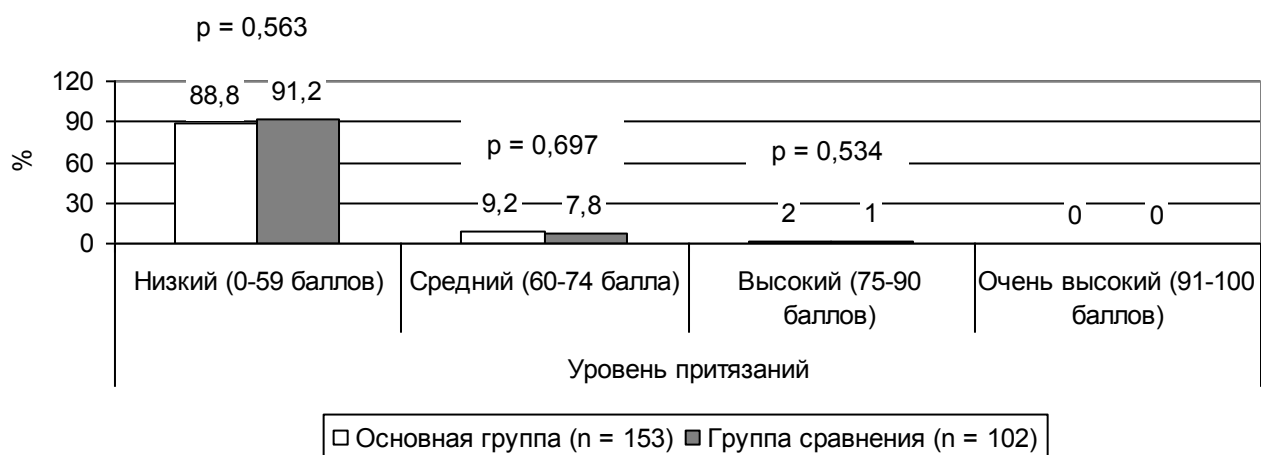 p = 0,563
120
90
60
30
0
%
88,8 91,2
p = 0,697
p = 0,534
9,2 7,8
2 1
0 0
Низкий (0-59 баллов)
Средний (60-74 балла)
Высокий (75-90
баллов)
Очень высокий (91-100
баллов)
Уровень притязаний
Основная группа (n = 153) Группа сравнения (n = 102)